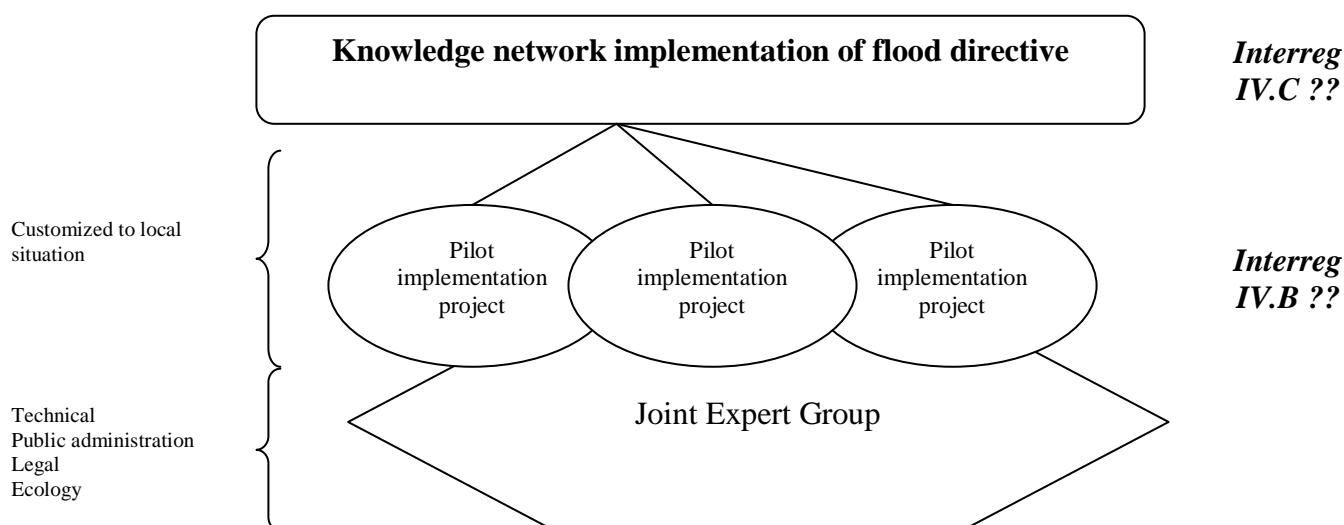 Knowledge network implementation of flood directive
Interreg
IV.C ??
Customized to local
situation
Pilot
implementation
project
Pilot
implementation
project
Pilot
implementation
project
Interreg
IV.B ??
Technical
Public administration
Legal
Ecology
Joint Expert Group